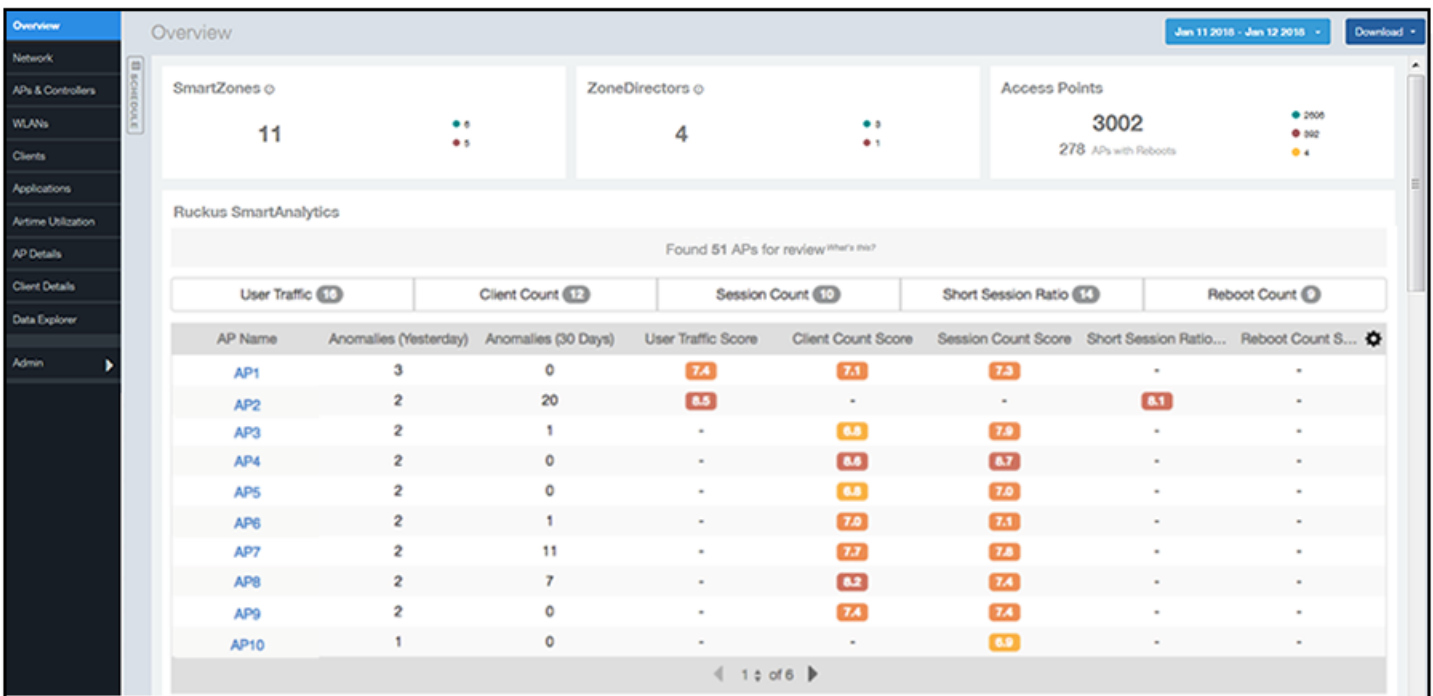 Overview
Network
APs & Controllers
WLANs
Clients
Applications
Airtime Utilization
AP Details
Client Details
Data Explorer
Admin
SCHEDULE
Overview
Jan 11 2018 - Jan 12 2018
Download
SmartZones
11
6
5
ZoneDirectors
4
3
1
Access Points
3002
278 APs with Reboots
2606
392
4
Ruckus SmartAnalytics
Found 51 APs for review What's this?
User Traffic 16 Client Count 12 Session Count 10 Short Session Ratio 14 Reboot Count 9
AP Name Anomalies (Yesterday) Anomalies (30 Days) User Traffic Score Client Count Score Session Count Score Short Session Ratio... Reboot Count S...
AP1 3 0 7.4 7.1 7.3 - -
AP2 2 20 8.5 - - 8.1 -
AP3 2 1 - 6.8 7.9 - -
AP4 2 0 - 8.6 8.7 - -
AP5 2 0 - 6.8 7.0 - -
AP6 2 1 - 7.0 7.1 - -
AP7 2 11 - 7.7 7.8 - -
AP8 2 7 - 8.2 7.4 - -
AP9 2 0 - 7.4 7.4 - -
AP10 1 0 - - 6.9 - -
1 of 6